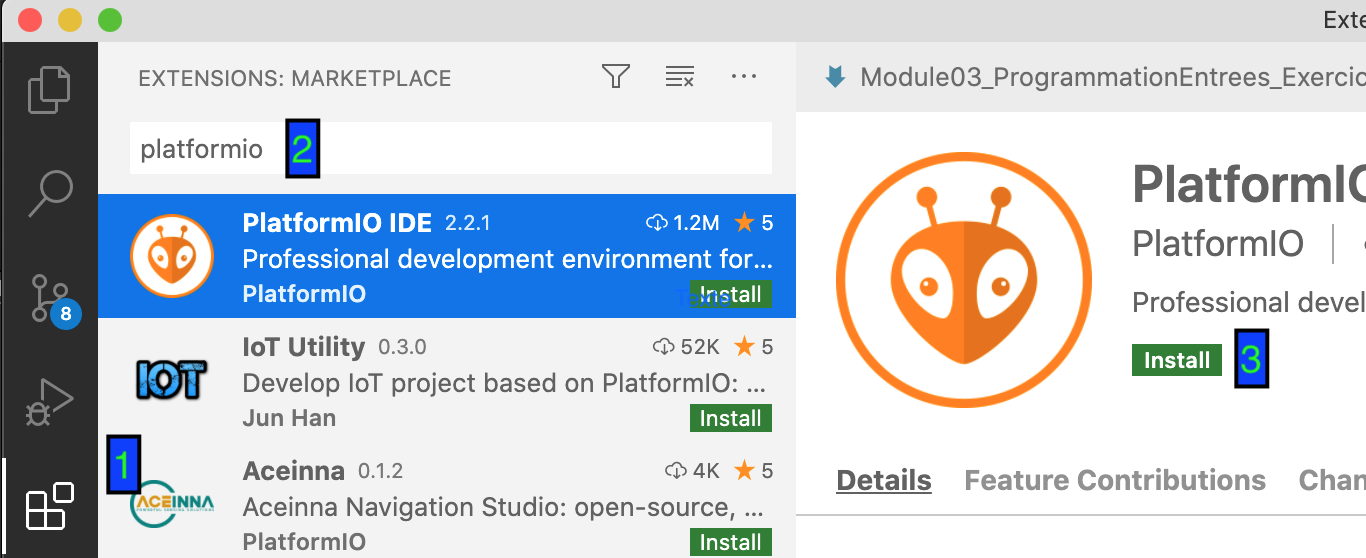 Exte
EXTENSIONS: MARKETPLACE
platformio 2
PlatformIO IDE 2.2.1 1.2M 5
Professional development environment for...
PlatformIO Install
8
IOT
IoT Utility 0.3.0 52K 5
Develop IoT project based on PlatformIO: ...
Jun Han Install
1
ACEINNA
Aceinna 0.1.2 4K 5
Aceinna Navigation Studio: open-source, ...
PlatformIO Install
Module03_ProgrammationEntrees_Exercic
PlatformIO
PlatformIO
Professional devel
Install 3
Details Feature Contributions Chan